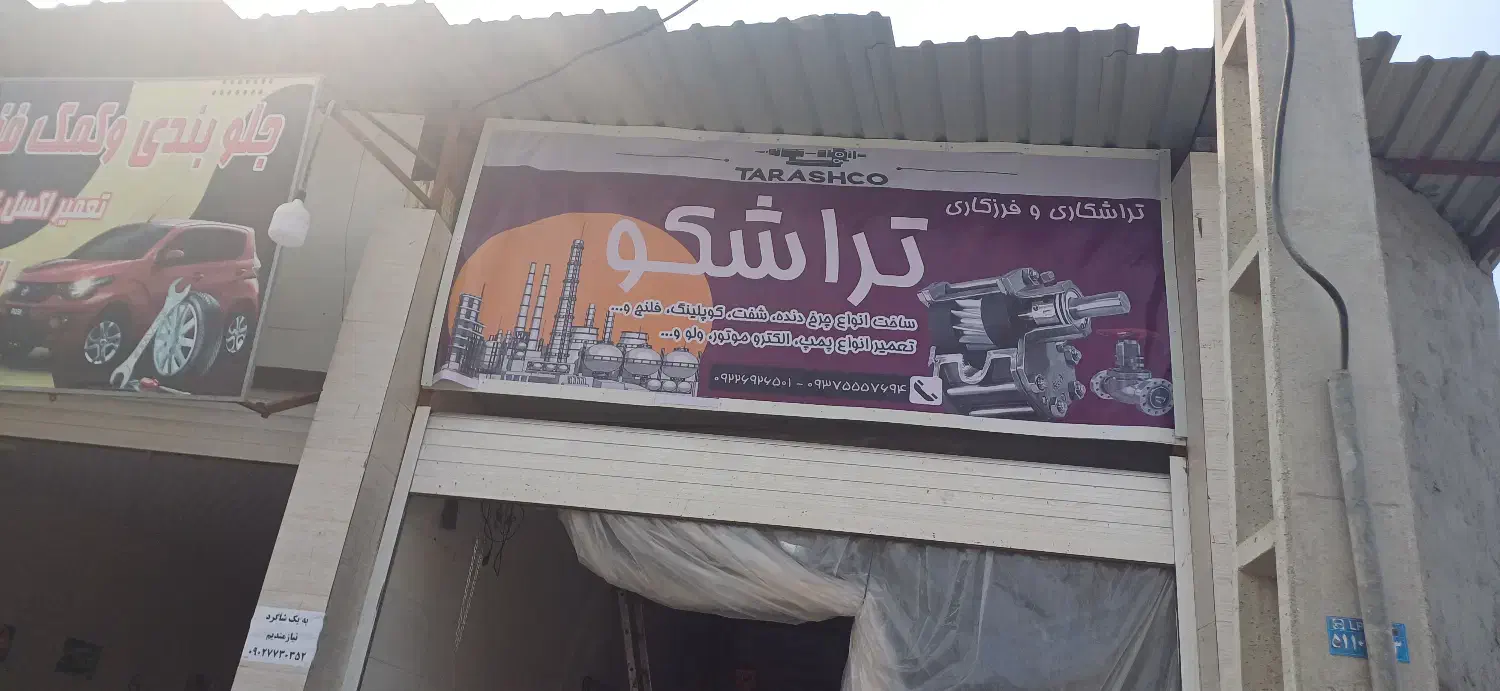 جلو بندی وکمک
تعمیر اکسل
TARASHCO
تراشکاری و فرزکاری
تراشکو
ساخت انواع چرخ دنده، شفت، کوپلینگ، فلنج و...
تعمیر انواع پمپ، الکترو موتور، ولو و...
۰۹۲۲۶۹۲۶۵۰۱ - ۰۹۳۷۵۵۵۷۶۹۴
به یک شاگرد
نیازمندیم
۰۹۰۲۷۷۳۰۳۵۲